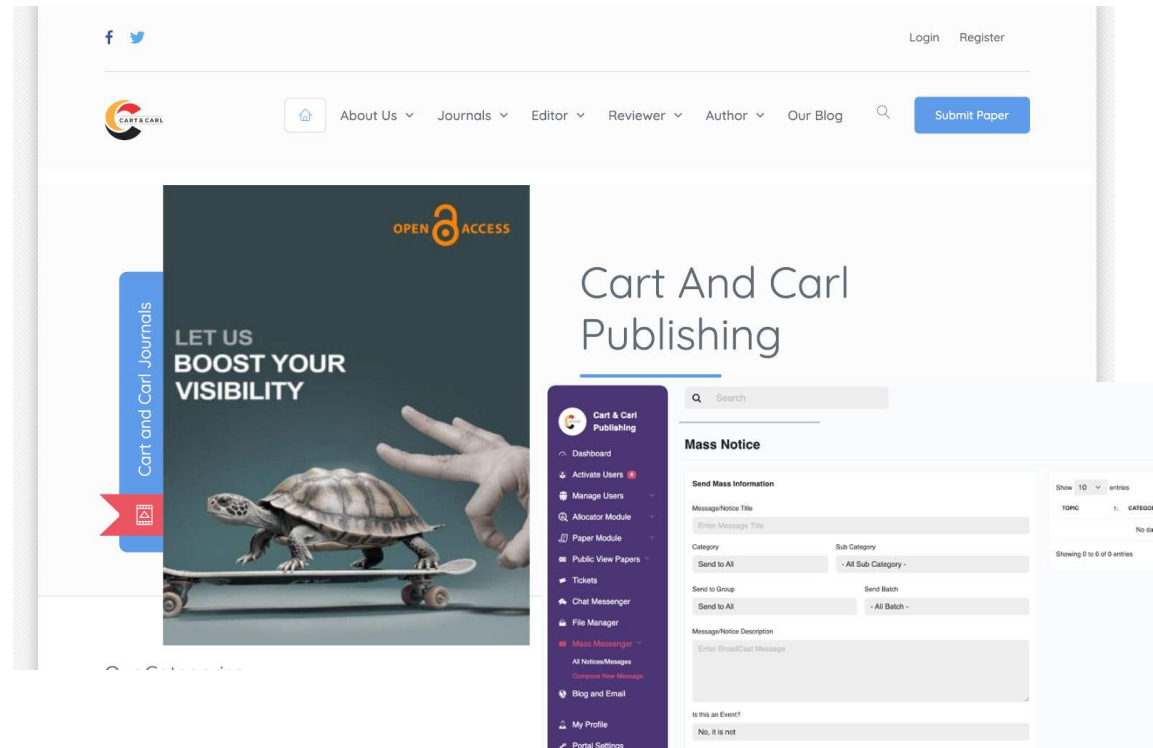 Login Register
CART & CARL
About Us Journals Editor Reviewer Author Our Blog Submit Paper
OPEN ACCESS
Cart and Carl Journals
LET US
BOOST YOUR
VISIBILITY
Cart And Carl
Publishing
Cart & Carl
Publishing
Dashboard
Activate Users 4
Manage Users
Allocator Module
Paper Module
Public View Papers
Tickets
Chat Messenger
File Manager
Mass Messenger
All Notices/Mesages
Compose New Message
Blog and Email
My Profile
Portal Settings
Search
Mass Notice
Send Mass Information
Message/Notice Title
Enter Message Title
Category Sub Category
Send to All - All Sub Category -
Send to Group Send Batch
Send to All - All Batch -
Message/Notice Description
Enter BroadCast Message
Is this an Event?
No, it is not
Show 10 entries
TOPIC CATEGOR
No da
Showing 0 to 0 of 0 entries